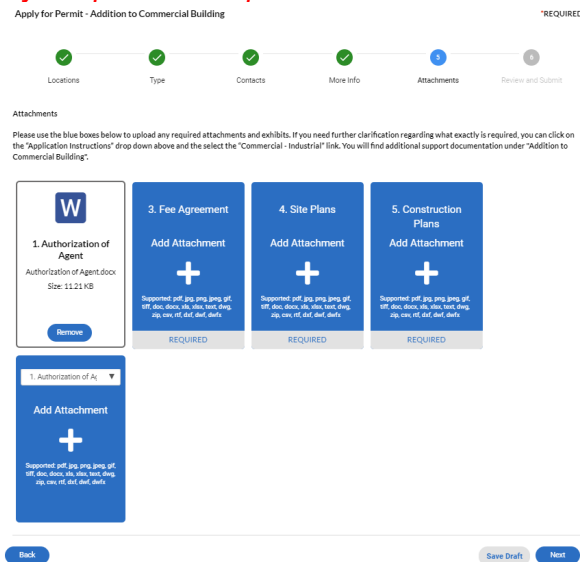 Apply for Permit - Addition to Commercial Building
*REQUIRED
5
6
Locations
Type
Contacts
More Info
Attachments
Review and Submit
Attachments
Please use the blue boxes below to upload any required attachments and exhibits. If you need further clarification regarding what exactly is required, you can click on
the "Application Instructions" drop down above and the select the "Commercial - Industrial" link. You will find additional support documentation under "Addition to
Commercial Building".
W
1. Authorization of
Agent
Authorization of Agent.docx
Size: 11.21 KB
Remove
3. Fee Agreement
Add Attachment
Supported: pdf, jpg, png, jpeg, gif,
tiff, doc, docx, xls, xlsx, text, dwg,
zip, csv, rtf, dxf, dwf, dwfx
REQUIRED
4. Site Plans
Add Attachment
Supported: pdf, jpg, png, jpeg, gif,
tiff, doc, docx, xls, xlsx, text, dwg,
zip, csv, rtf, dxf, dwf, dwfx
REQUIRED
5. Construction
Plans
Add Attachment
Supported: pdf, jpg, png, jpeg, gif,
tiff, doc, docx, xls, xlsx, text, dwg,
zip, csv, rtf, dxf, dwf, dwfx
REQUIRED
1. Authorization of Ag
Add Attachment
Supported: pdf, jpg, png, jpeg, gif,
tiff, doc, docx, xls, xlsx, text, dwg,
zip, csv, rtf, dxf, dwf, dwfx
Back
Save Draft
Next